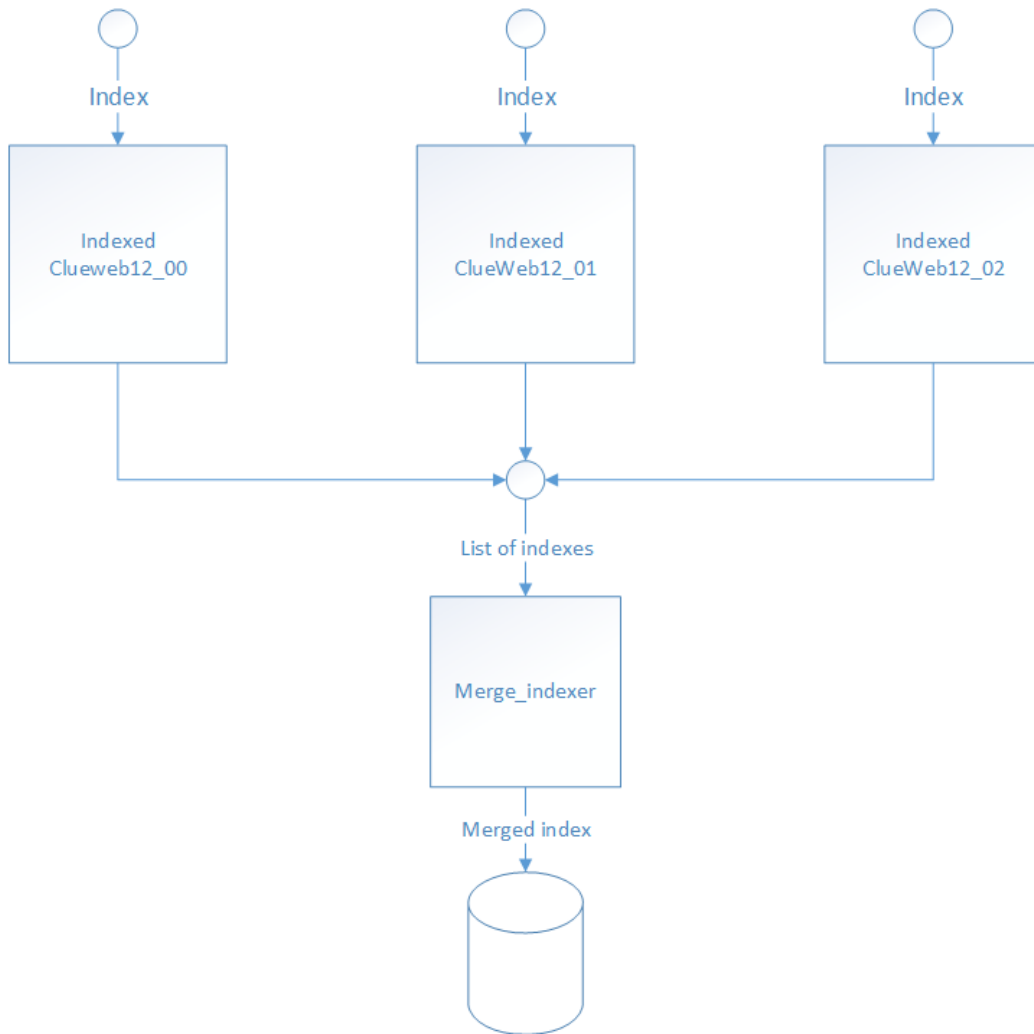 Index
Index
Index
Indexed
Clueweb12_00
Indexed
ClueWeb12_01
Indexed
ClueWeb12_02
List of indexes
Merge_indexer
Merged index